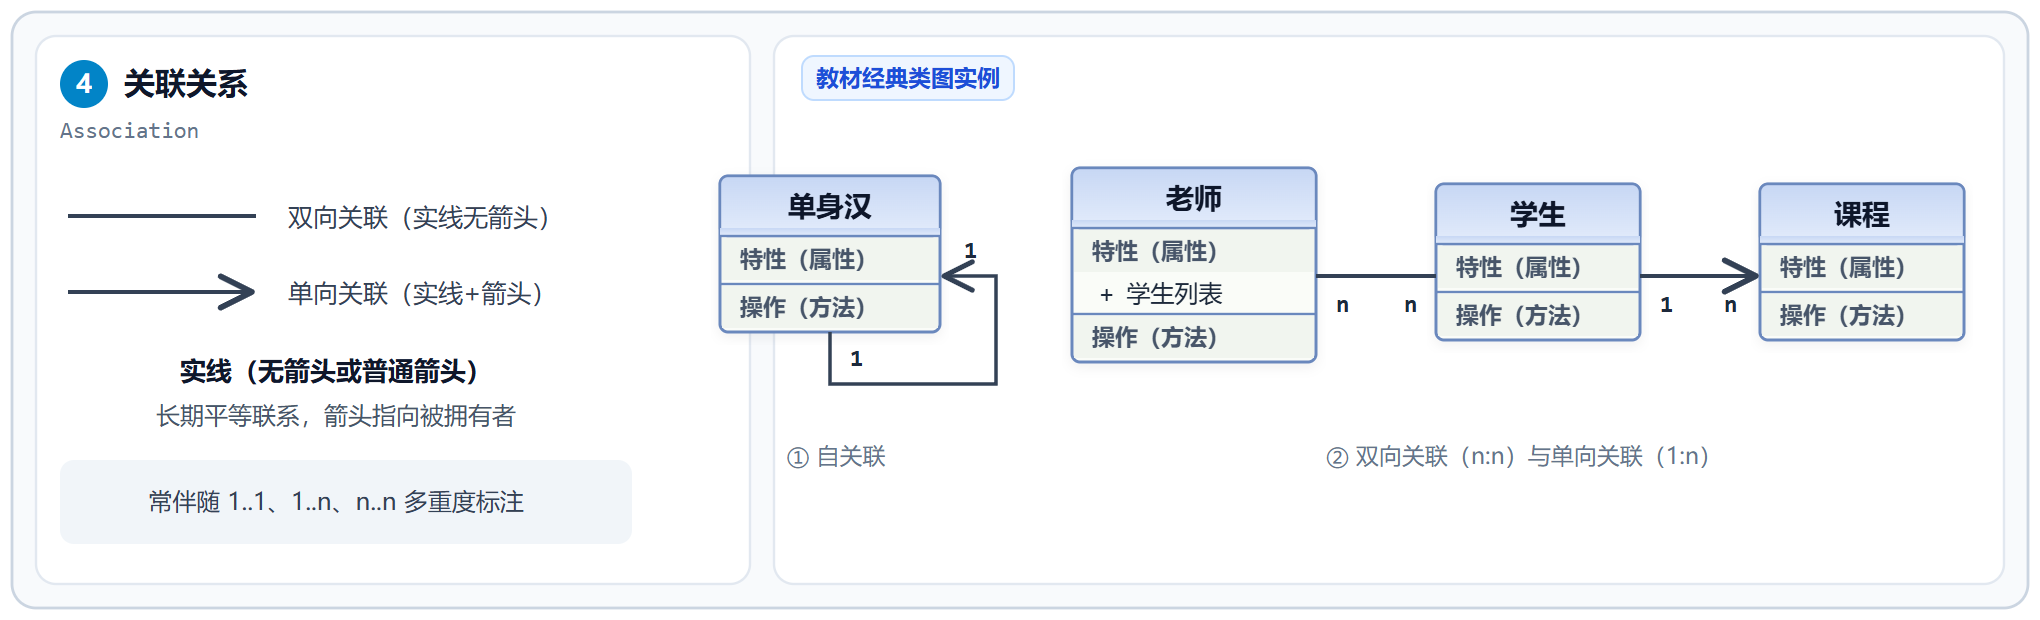 4 关联关系
Association
双向关联（实线无箭头）
单向关联（实线+箭头）
实线（无箭头或普通箭头）
长期平等联系，箭头指向被拥有者
常伴随 1..1、1..n、n..n 多重度标注
教材经典类图实例
单身汉
特性（属性）
操作（方法）
1
1
① 自关联
老师
特性（属性）
+ 学生列表
操作（方法）
n n
学生
特性（属性）
操作（方法）
1 n
课程
特性（属性）
操作（方法）
② 双向关联（n:n）与单向关联（1:n）